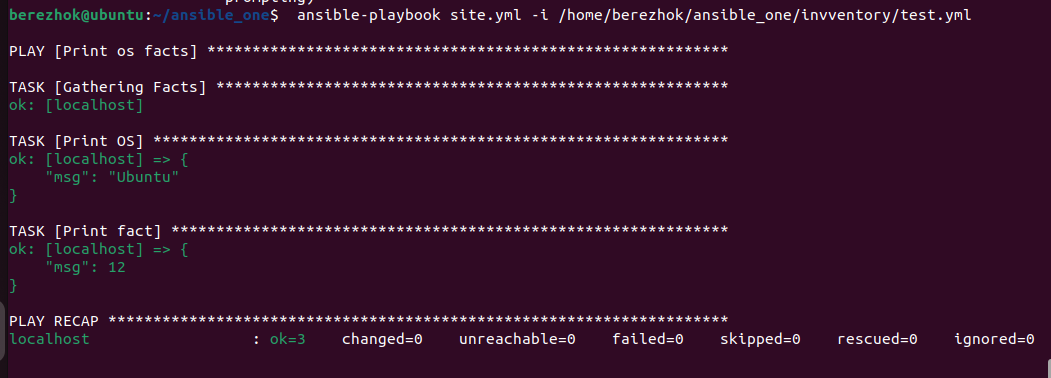 prompting)
berezhok@ubuntu:~/ansible_one$  ansible-playbook site.yml -i /home/berezhok/ansible_one/invventory/test.yml
PLAY [Print os facts] **********************************************************
TASK [Gathering Facts] *********************************************************
ok: [localhost]
TASK [Print OS] ****************************************************************
ok: [localhost] => {
    "msg": "Ubuntu"
}
TASK [Print fact] **************************************************************
ok: [localhost] => {
    "msg": 12
}
PLAY RECAP *********************************************************************
localhost                  : ok=3    changed=0    unreachable=0    failed=0    skipped=0    rescued=0    ignored=0